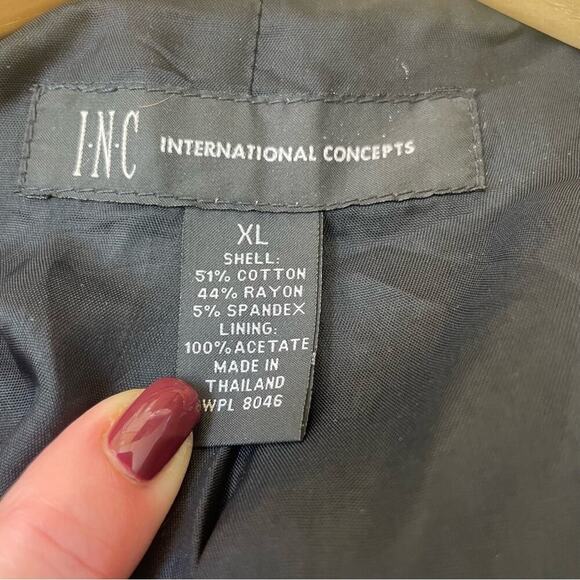 I·N·C INTERNATIONAL CONCEPTS
XL
SHELL:
51% COTTON
44% RAYON
5% SPANDEX
LINING:
100% ACETATE
MADE IN
THAILAND
WPL 8046